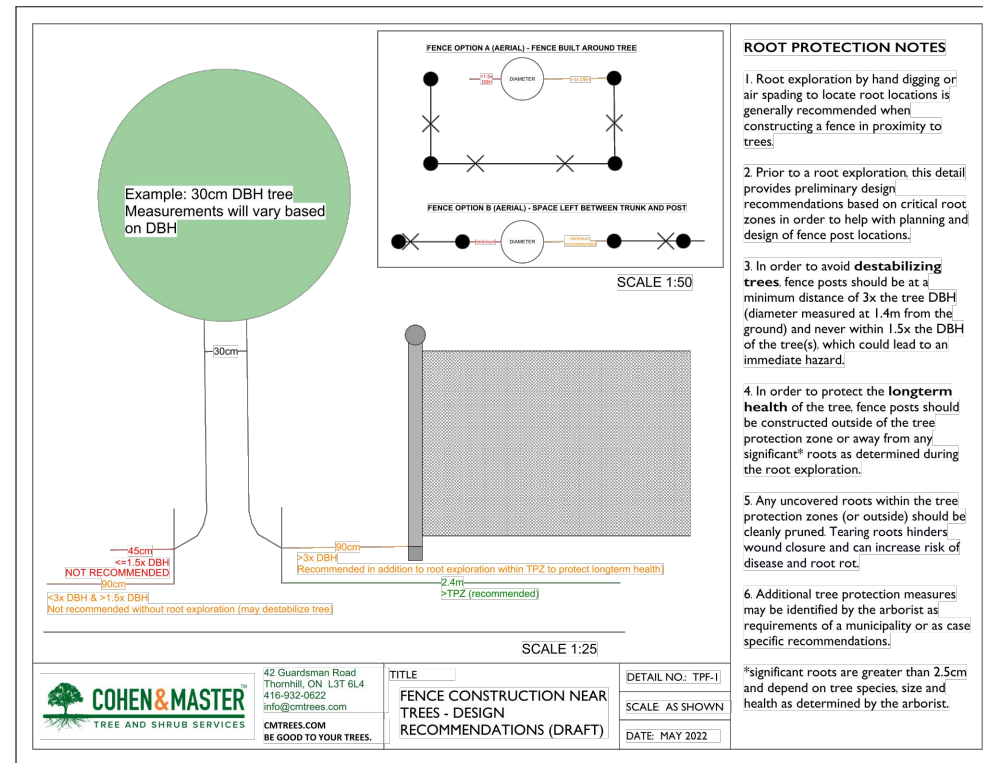 FENCE OPTION A (AERIAL) - FENCE BUILT AROUND TREE
<1.5x
DBH
DIAMETER
>3x DBH
FENCE OPTION B (AERIAL) - SPACE LEFT BETWEEN TRUNK AND POST
DIAMETER
minimum
recommended
SCALE 1:50
Example: 30cm DBH tree
Measurements will vary based
on DBH
30cm
45cm
<=1.5x DBH
NOT RECOMMENDED
90cm
<3x DBH & >1.5x DBH
Not recommended without root exploration (may destabilize tree)
90cm
>3x DBH
Recommended in addition to root exploration within TPZ to protect longterm health)
2.4m
>TPZ (recommended)
SCALE 1:25
ROOT PROTECTION NOTES
1. Root exploration by hand digging or
air spading to locate root locations is
generally recommended when
constructing a fence in proximity to
trees.
2. Prior to a root exploration, this detail
provides preliminary design
recommendations based on critical root
zones in order to help with planning and
design of fence post locations.
3. In order to avoid destabilizing
trees, fence posts should be at a
minimum distance of 3x the tree DBH
(diameter measured at 1.4m from the
ground) and never within 1.5x the DBH
of the tree(s), which could lead to an
immediate hazard.
4. In order to protect the longterm
health of the tree, fence posts should
be constructed outside of the tree
protection zone or away from any
significant* roots as determined during
the root exploration.
5. Any uncovered roots within the tree
protection zones (or outside) should be
cleanly pruned. Tearing roots hinders
wound closure and can increase risk of
disease and root rot.
6. Additional tree protection measures
may be identified by the arborist as
requirements of a municipality or as case
specific recommendations.
*significant roots are greater than 2.5cm
and depend on tree species, size and
health as determined by the arborist.
COHEN & MASTER™
TREE AND SHRUB SERVICES
42 Guardsman Road
Thornhill, ON L3T 6L4
416-932-0622
info@cmtrees.com
CMTREES.COM
BE GOOD TO YOUR TREES.
TITLE
FENCE CONSTRUCTION NEAR
TREES - DESIGN
RECOMMENDATIONS (DRAFT)
DETAIL NO.: TPF-1
SCALE: AS SHOWN
DATE: MAY 2022